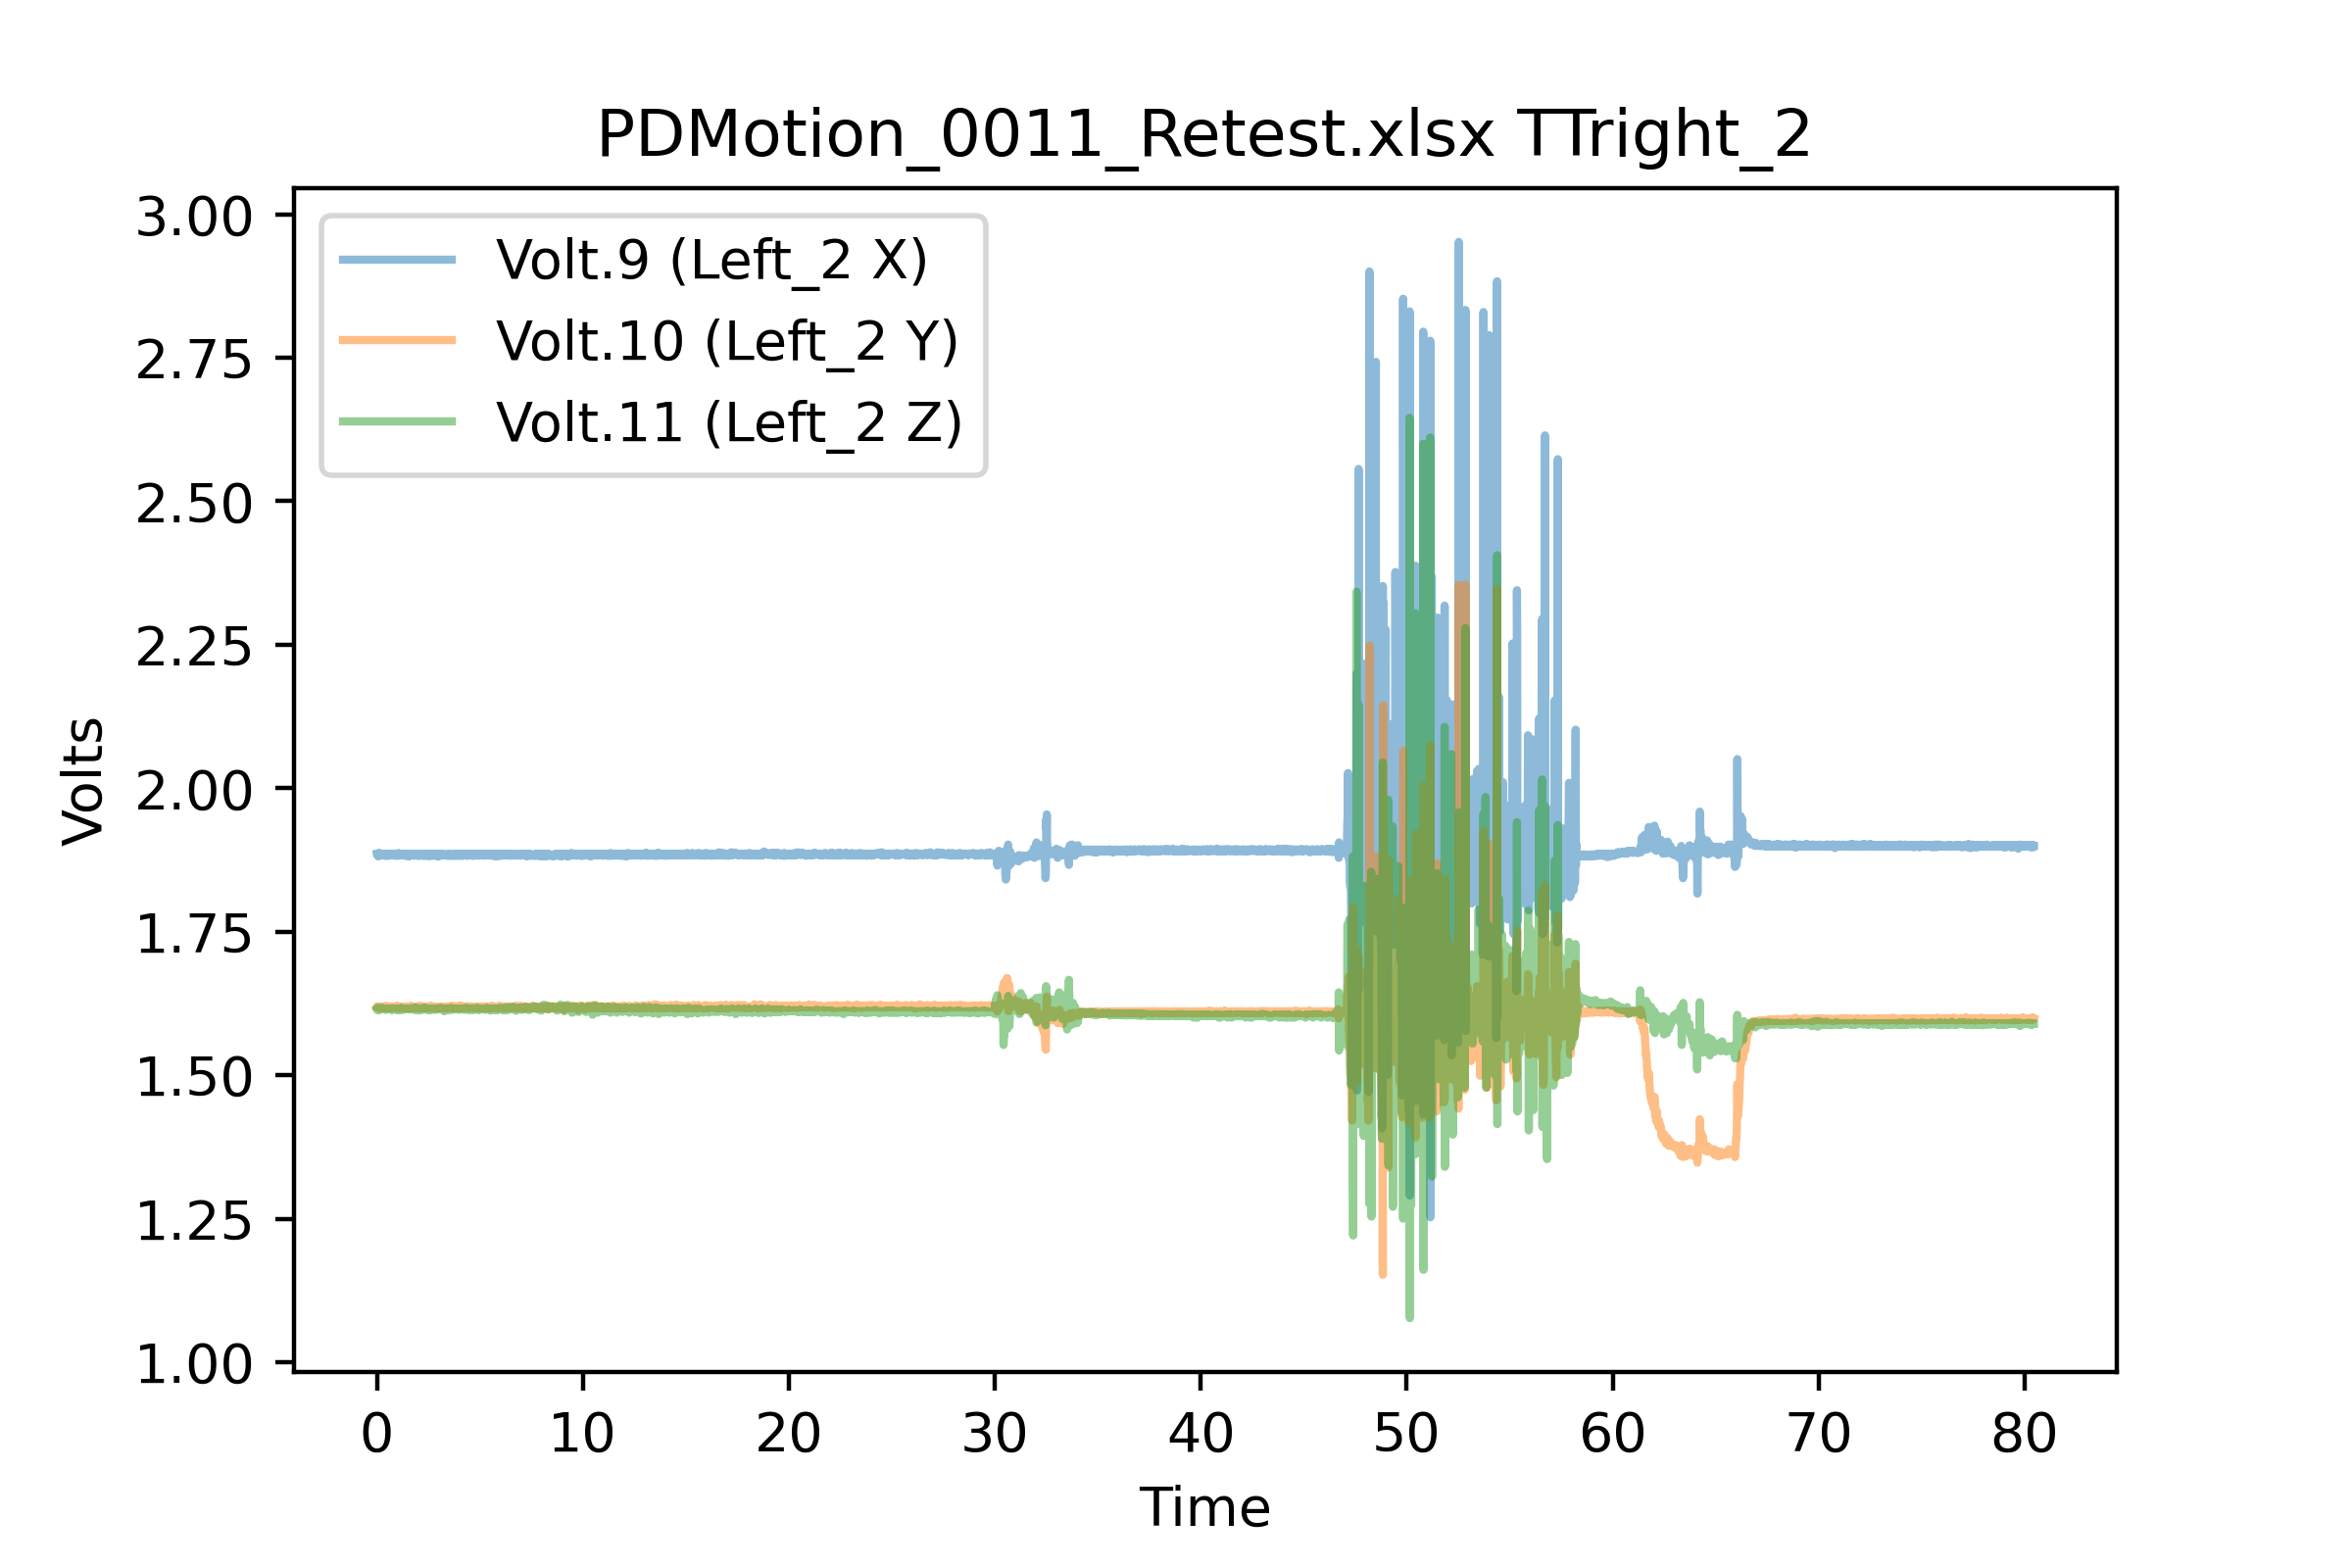 PDMotion_0011_Retest.xlsx TTright_2
Volt.9 (Left_2 X)
Volt.10 (Left_2 Y)
Volt.11 (Left_2 Z)
3.00
2.75
2.50
2.25
2.00
1.75
1.50
1.25
1.00
Volts
0 10 20 30 40 50 60 70 80
Time